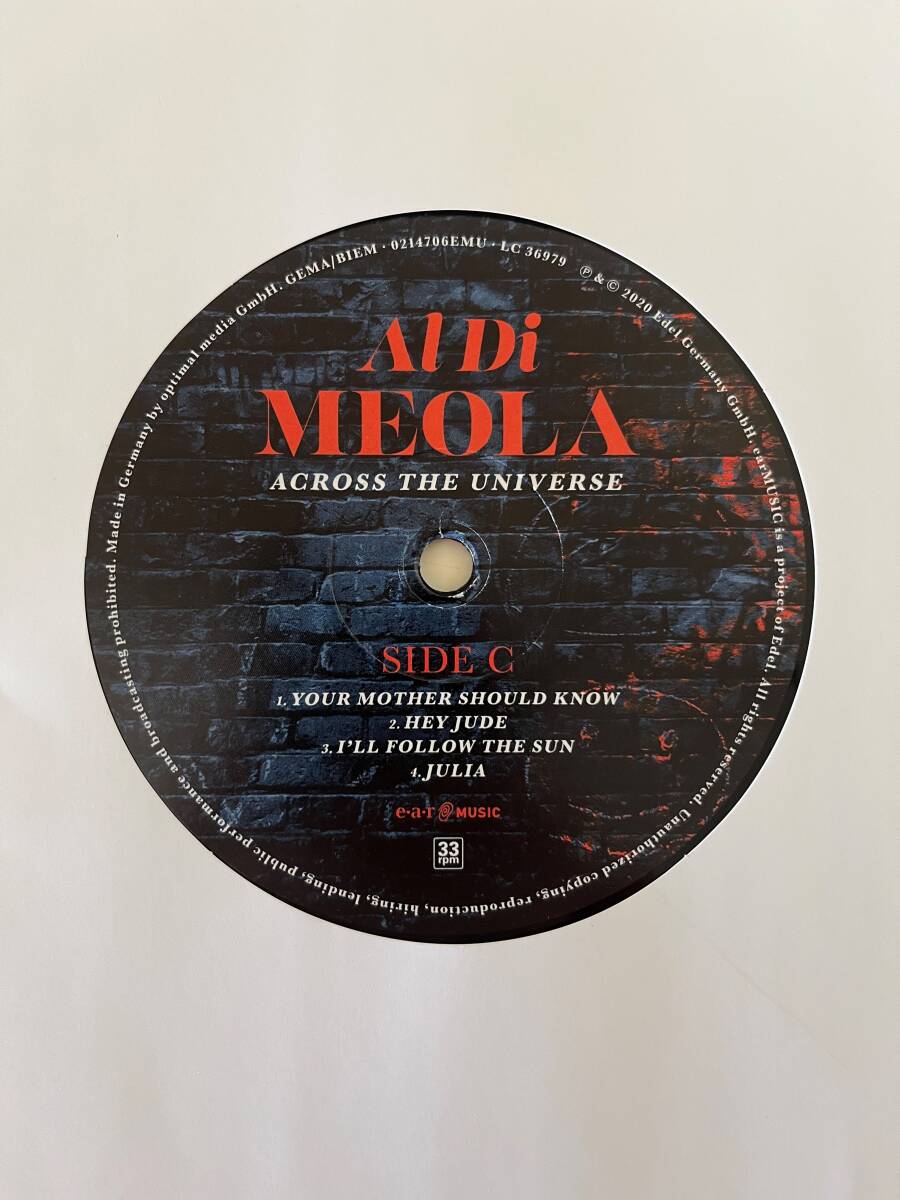 Al Di
MEOLA
ACROSS THE UNIVERSE
SIDE C
1. YOUR MOTHER SHOULD KNOW
2. HEY JUDE
3. I'LL FOLLOW THE SUN
4. JULIA
e·a·r MUSIC
33
rpm
℗ & © 2020 Edel Germany GmbH. earMUSIC is a project of Edel. All rights reserved. Unauthorized copying, reproduction, hiring, lending, public performance and broadcasting prohibited. Made in Germany by optimal media GmbH. GEMA/BIEM · 0214706EMU · LC 36979